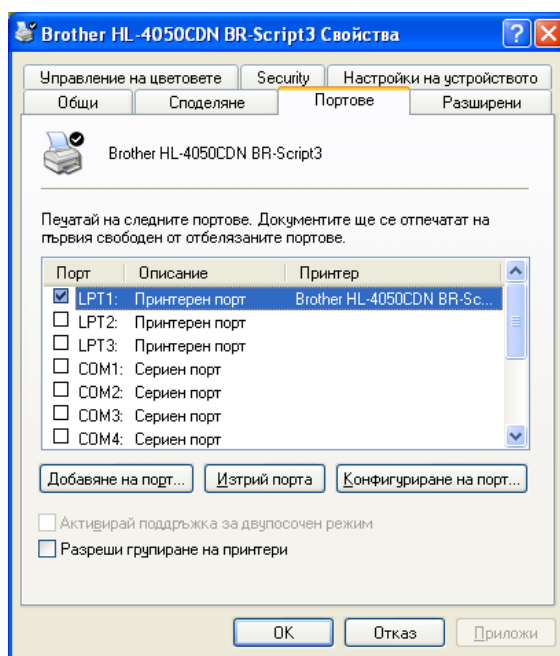 Brother HL-4050CDN BR-Script3 Свойства
Управление на цветовете Security Настройки на устройството
Общи Споделяне Портове Разширени
Brother HL-4050CDN BR-Script3
Печатай на следните портове. Документите ще се отпечатат на
първия свободен от отбелязаните портове.
Порт Описание Принтер
LPT1: Принтерен порт Brother HL-4050CDN BR-Sc...
LPT2: Принтерен порт
LPT3: Принтерен порт
COM1: Сериен порт
COM2: Сериен порт
COM3: Сериен порт
COM4: Сериен порт
Добавяне на порт... Изтрий порта Конфигуриране на порт...
Активирай поддръжка за двупосочен режим
Разреши групиране на принтери
OK Отказ Приложи